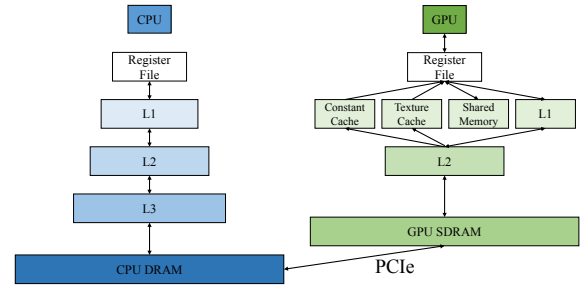 CPU
Register
File
L1
L2
L3
CPU DRAM
GPU
Register
File
Constant
Cache
Texture
Cache
Shared
Memory
L1
L2
GPU SDRAM
PCIe